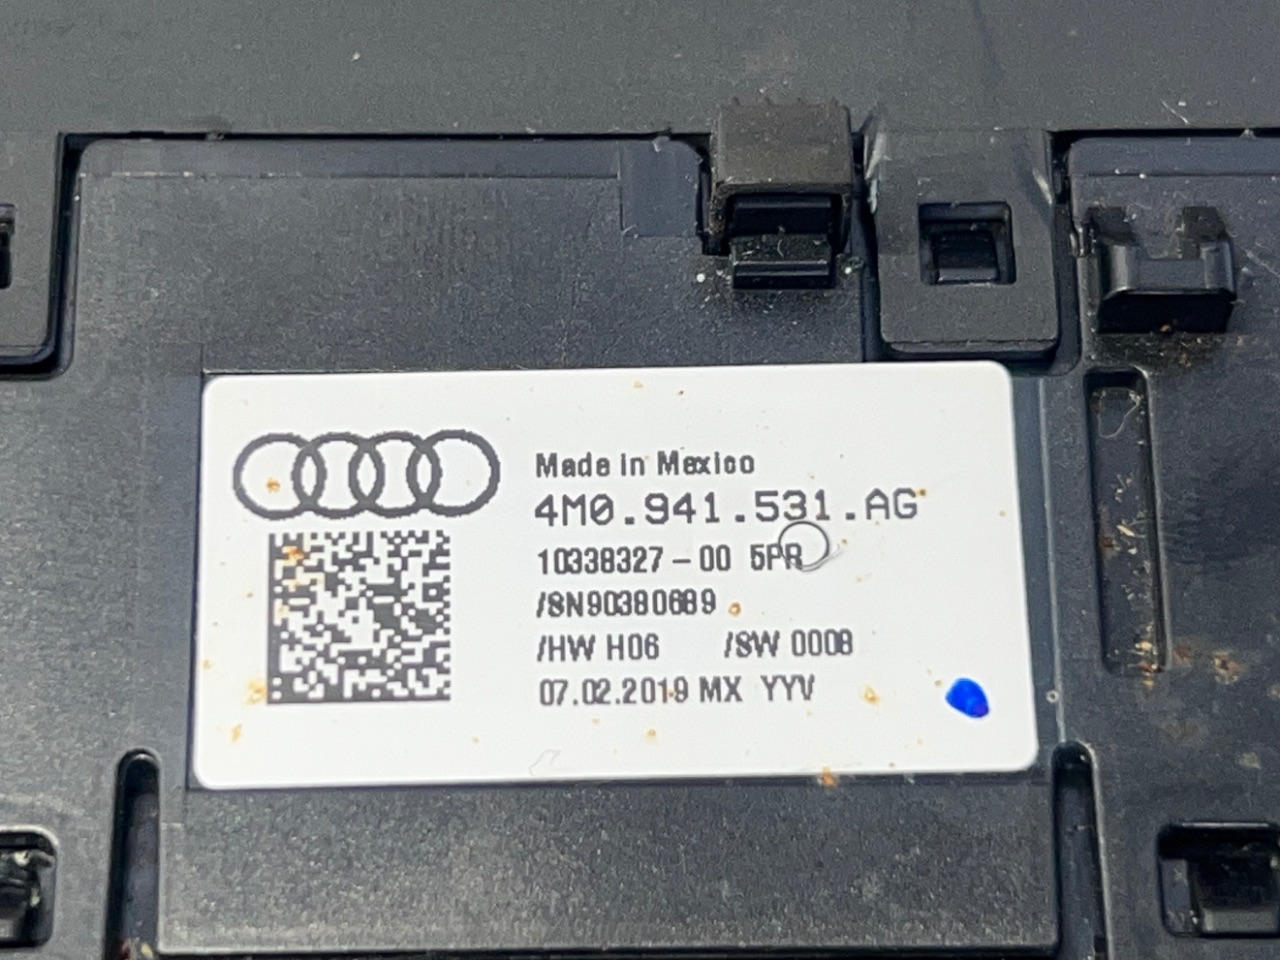 Made in Mexico
4M0.941.531.AG
10338327-00 5PR
/SN90380689
/HW H06 /SW 0008
07.02.2019 MX YYV